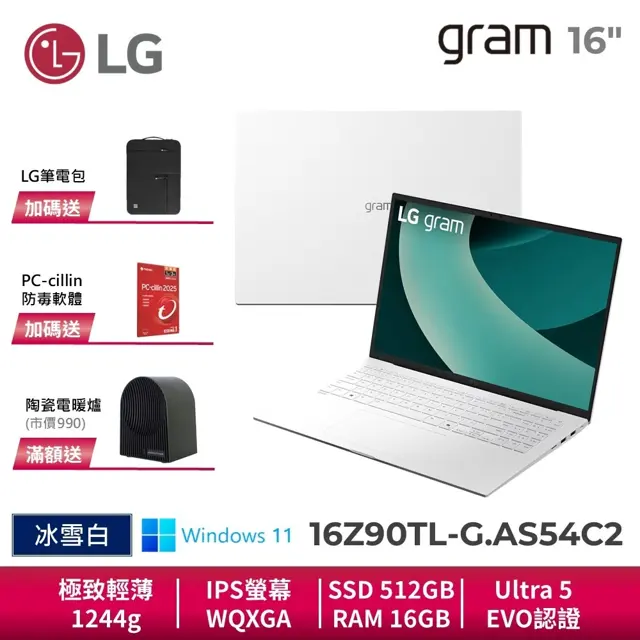 LG
gram 16"
LG筆電包
加碼送
gram
LG gram
PC-cillin
防毒軟體
加碼送
PC-cillin 2025
陶瓷電暖爐
(市價990)
滿額送
冰雪白
Windows 11
16Z90TL-G.AS54C2
極致輕薄
1244g
IPS螢幕
WQXGA
SSD 512GB
RAM 16GB
Ultra 5
EVO認證